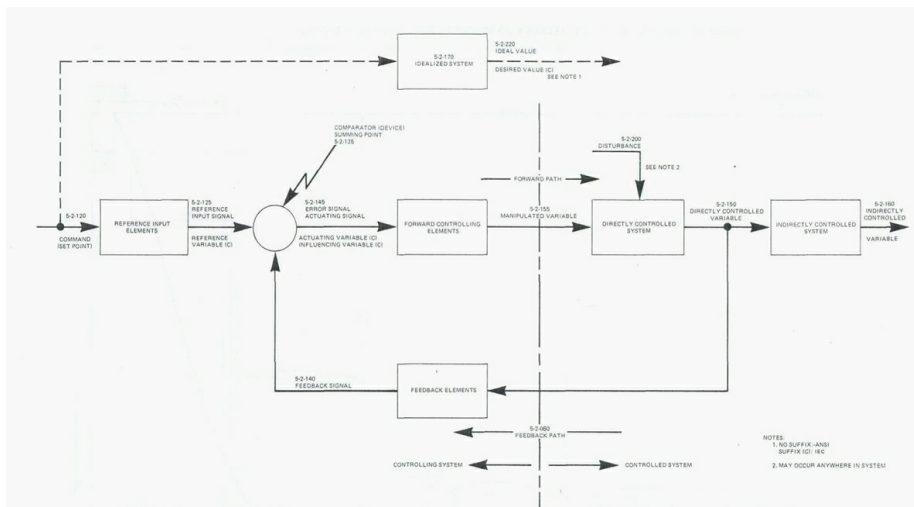 5-2-170
IDEALIZED SYSTEM
5-2-220
IDEAL VALUE
DESIRED VALUE (C)
SEE NOTE 1
COMPARATOR (DEVICE)
SUMMING POINT
5-2-135
5-2-200
DISTURBANCE
SEE NOTE 2
FORWARD PATH
5-2-120
COMMAND
(SET POINT)
REFERENCE INPUT
ELEMENTS
5-2-125
REFERENCE
INPUT SIGNAL
REFERENCE
VARIABLE (C)
5-2-145
ERROR SIGNAL
ACTUATING SIGNAL
ACTUATING VARIABLE (C)
INFLUENCING VARIABLE (C)
FORWARD CONTROLLING
ELEMENTS
5-2-155
MANIPULATED VARIABLE
DIRECTLY CONTROLLED
SYSTEM
5-2-150
DIRECTLY CONTROLLED
VARIABLE
INDIRECTLY CONTROLLED
SYSTEM
5-2-160
INDIRECTLY
CONTROLLED
VARIABLE
5-2-140
FEEDBACK SIGNAL
FEEDBACK ELEMENTS
5-2-080
FEEDBACK PATH
CONTROLLING SYSTEM
CONTROLLED SYSTEM
NOTES:
1. NO SUFFIX:-ANSI
SUFFIX (C): IEC
2. MAY OCCUR ANYWHERE IN SYSTEM